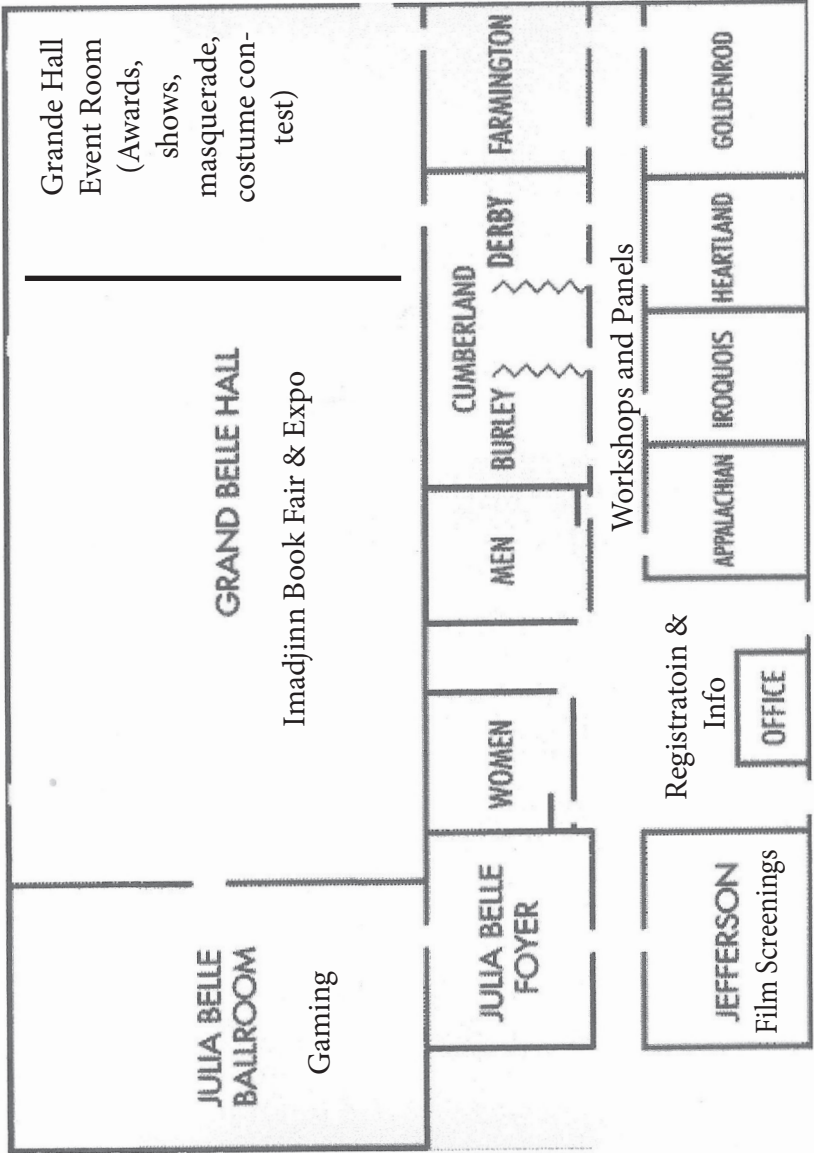 JULIA BELLE
BALLROOM
Gaming
GRAND BELLE HALL
Imadjinn Book Fair & Expo
Grande Hall
Event Room
(Awards,
shows,
masquerade,
costume con-
test)
JULIA BELLE
FOYER
WOMEN
MEN
CUMBERLAND
BURLEY
DERBY
FARMINGTON
Workshops and Panels
JEFFERSON
Film Screenings
Registratoin &
Info
OFFICE
APPALACHIAN
IROQUOIS
HEARTLAND
GOLDENROD